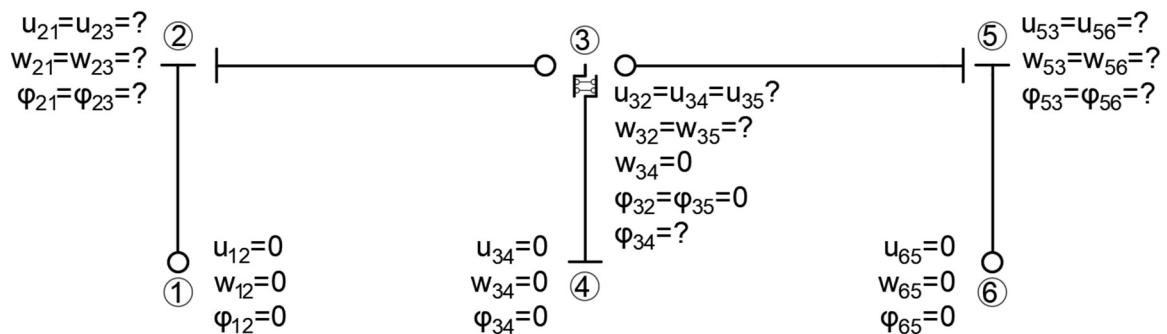 u₂₁=u₂₃=?
w₂₁=w₂₃=?
φ₂₁=φ₂₃=?
②
③
⑤
u₅₃=u₅₆=?
w₅₃=w₅₆=?
φ₅₃=φ₅₆=?
u₃₂=u₃₄=u₃₅?
w₃₂=w₃₅=?
w₃₄=0
φ₃₂=φ₃₅=0
φ₃₄=?
①
u₁₂=0
w₁₂=0
φ₁₂=0
u₃₄=0
w₃₄=0
φ₃₄=0
④
u₆₅=0
w₆₅=0
φ₆₅=0
⑥